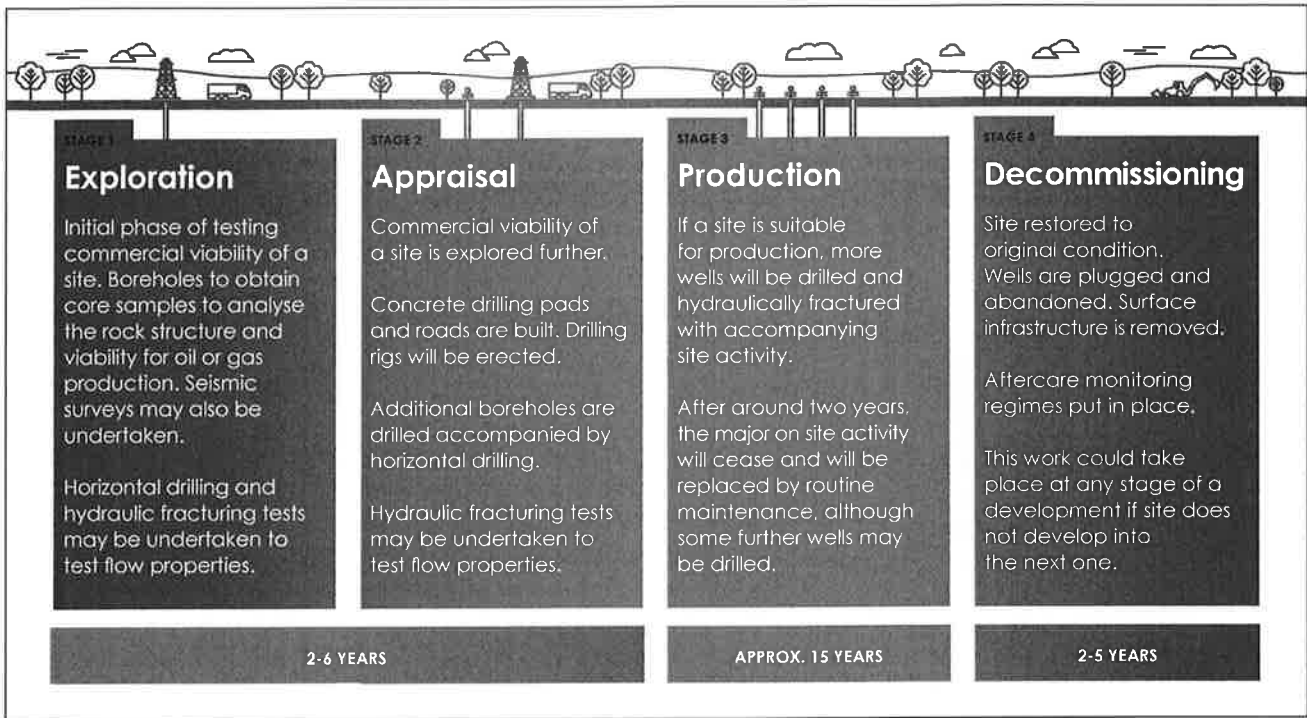 STAGE 1
Exploration
Initial phase of testing
commercial viability of a
site. Boreholes to obtain
core samples to analyse
the rock structure and
viability for oil or gas
production. Seismic
surveys may also be
undertaken.
Horizontal drilling and
hydraulic fracturing tests
may be undertaken to
test flow properties.
STAGE 2
Appraisal
Commercial viability of
a site is explored further.
Concrete drilling pads
and roads are built. Drilling
rigs will be erected.
Additional boreholes are
drilled accompanied by
horizontal drilling.
Hydraulic fracturing tests
may be undertaken to
test flow properties.
STAGE 3
Production
If a site is suitable
for production, more
wells will be drilled and
hydraulically fractured
with accompanying
site activity.
After around two years,
the major on site activity
will cease and will be
replaced by routine
maintenance, although
some further wells may
be drilled.
STAGE 4
Decommissioning
Site restored to
original condition.
Wells are plugged and
abandoned. Surface
infrastructure is removed.
Aftercare monitoring
regimes put in place.
This work could take
place at any stage of a
development if site does
not develop into
the next one.
2-6 YEARS
APPROX. 15 YEARS
2-5 YEARS